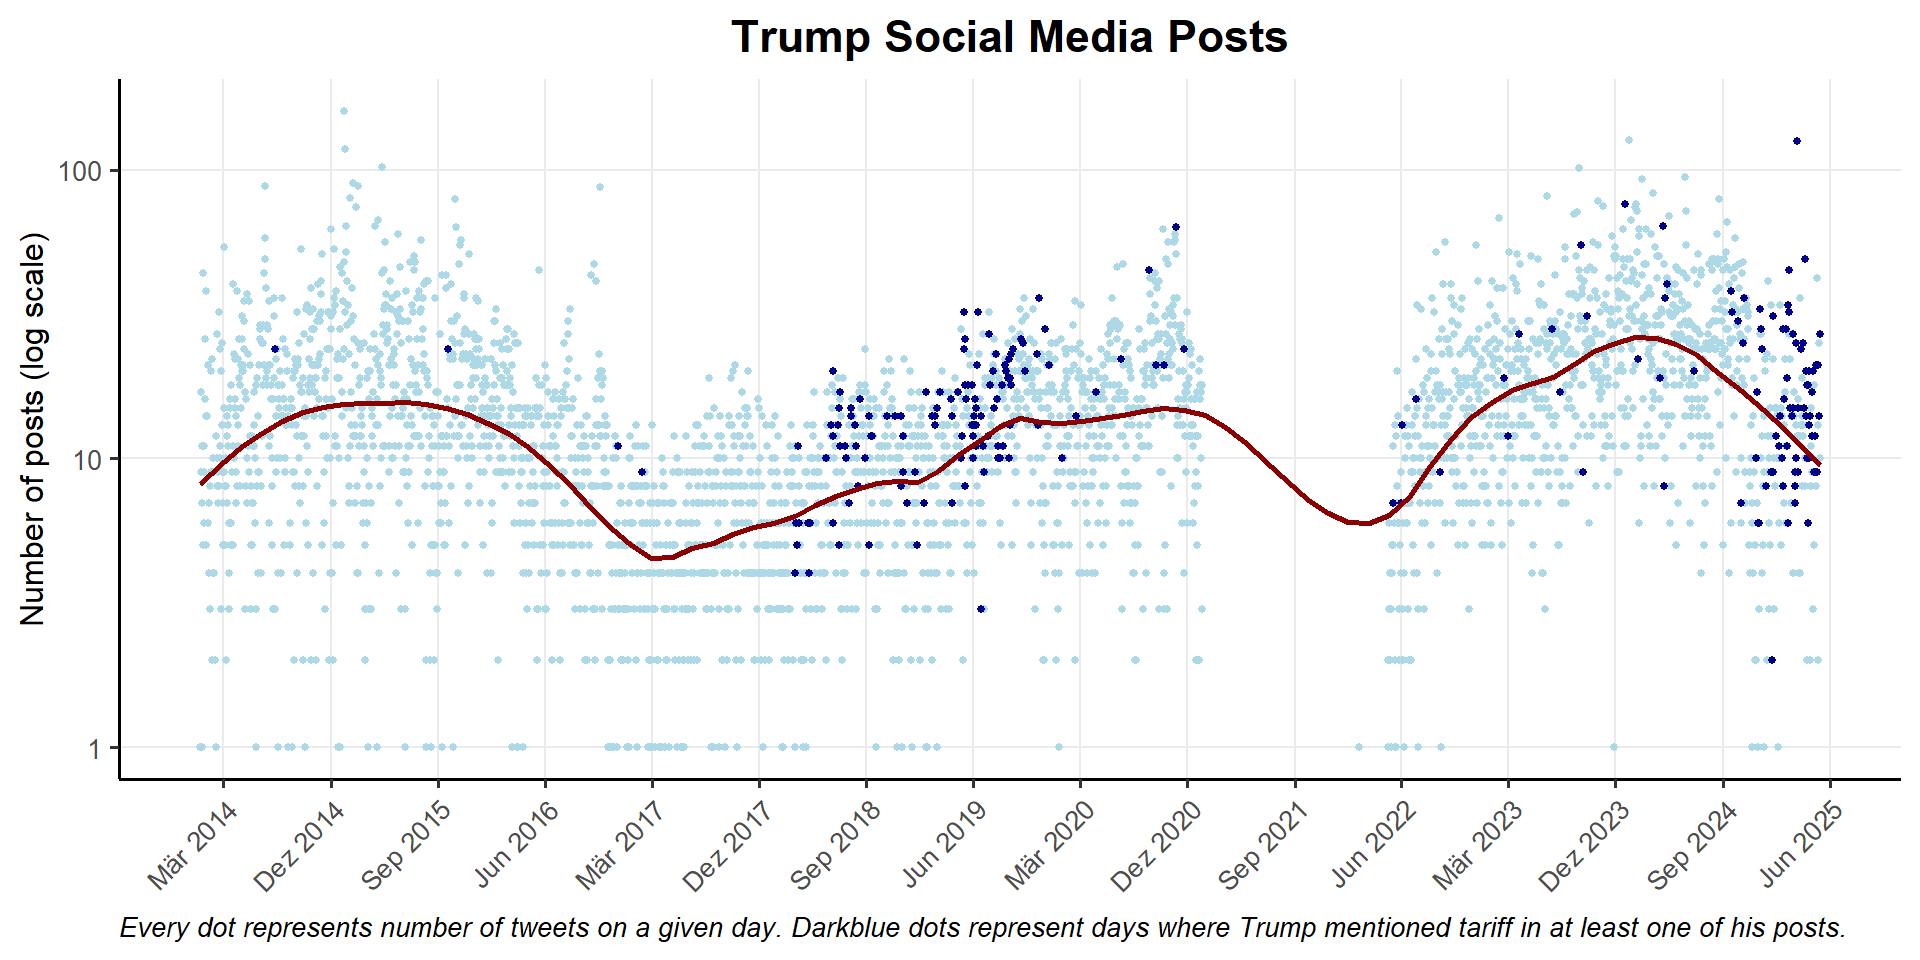 Trump Social Media Posts
Number of posts (log scale)
100
10
1
Mär 2014
Dez 2014
Sep 2015
Jun 2016
Mär 2017
Dez 2017
Sep 2018
Jun 2019
Mär 2020
Dez 2020
Sep 2021
Jun 2022
Mär 2023
Dez 2023
Sep 2024
Jun 2025
Every dot represents number of tweets on a given day. Darkblue dots represent days where Trump mentioned tariff in at least one of his posts.